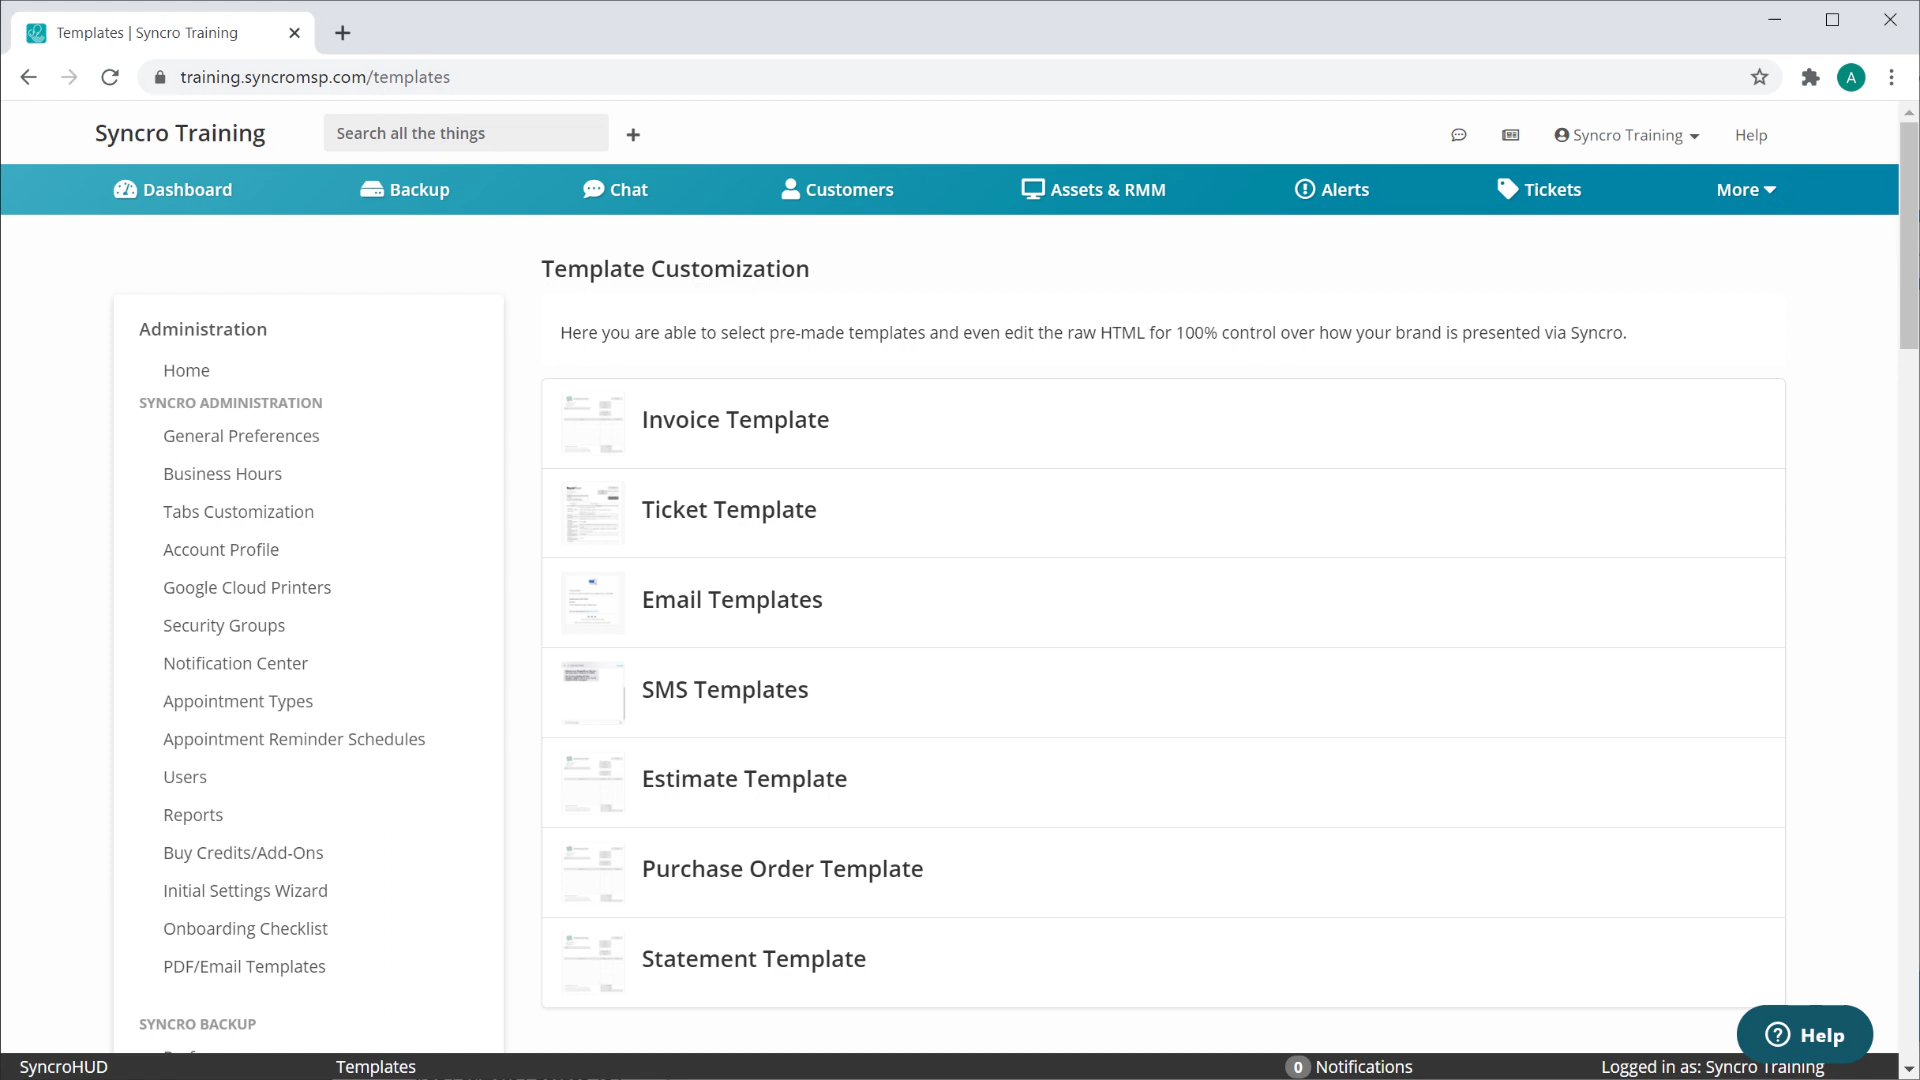 Templates | Syncro Training
training.syncromsp.com/templates
A
Syncro Training
Search all the things
Syncro Training
Help
Dashboard
Backup
Chat
Customers
Assets & RMM
Alerts
Tickets
More
Template Customization
Here you are able to select pre-made templates and even edit the raw HTML for 100% control over how your brand is presented via Syncro.
Administration
Home
SYNCRO ADMINISTRATION
General Preferences
Business Hours
Tabs Customization
Account Profile
Google Cloud Printers
Security Groups
Notification Center
Appointment Types
Appointment Reminder Schedules
Users
Reports
Buy Credits/Add-Ons
Initial Settings Wizard
Onboarding Checklist
PDF/Email Templates
SYNCRO BACKUP
Invoice Template
Ticket Template
Email Templates
SMS Templates
Estimate Template
Purchase Order Template
Statement Template
Help
SyncroHUD
Templates
0 Notifications
Logged in as: Syncro Training